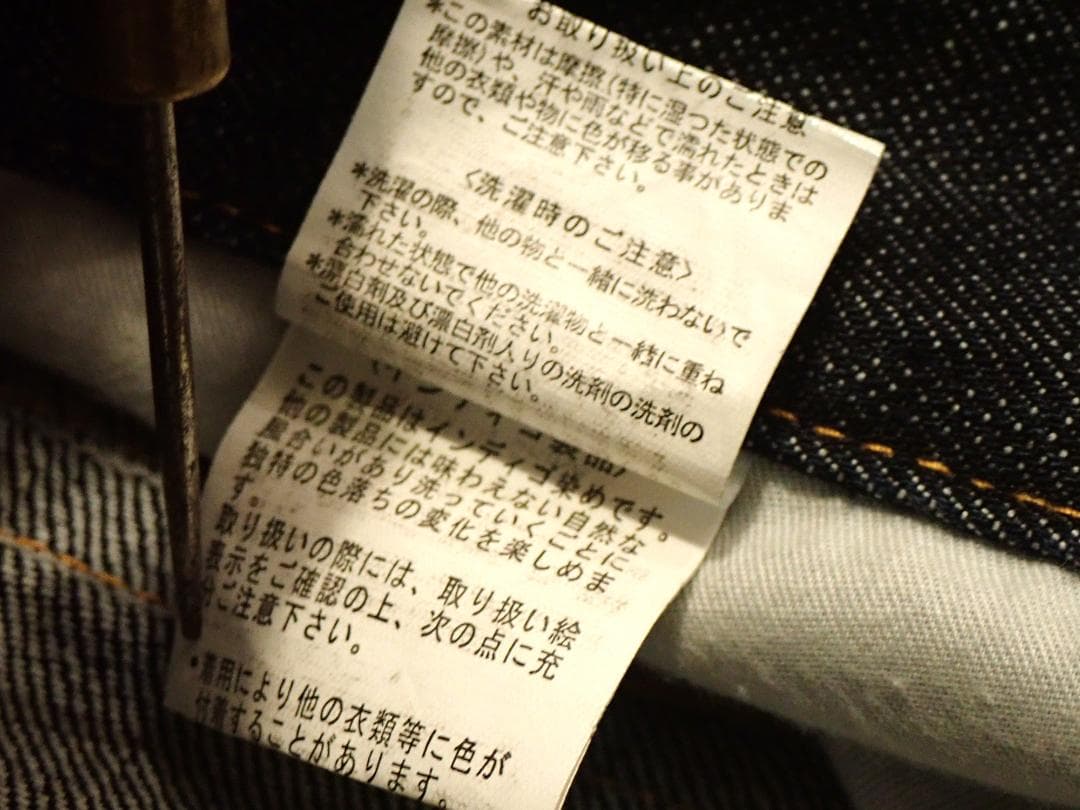 お取り扱い上のご注意
*この素材は摩擦(特に湿った状態での
摩擦)や、汗や雨などで濡れたときは
他の衣類や物に色が移る事がありま
すので、ご注意下さい。
〈洗濯時のご注意〉
*洗濯の際、他の物と一緒に洗わないで
下さい。
*濡れた状態で他の洗濯物と一緒に重ね
合わせないでください。
*漂白剤及び漂白剤入りの洗剤の洗剤の
ご使用は避けて下さい。
〈インディゴ製品〉
この製品はインディゴ染めです。
他の製品には味わえない自然な
風合いがあり洗っていくごとに
独特の色落ちの変化を楽しめま
す。
取り扱いの際には、取り扱い絵
表示をご確認の上、次の点に充
分ご注意下さい。
・着用により他の衣類等に色が
付着することがあります。